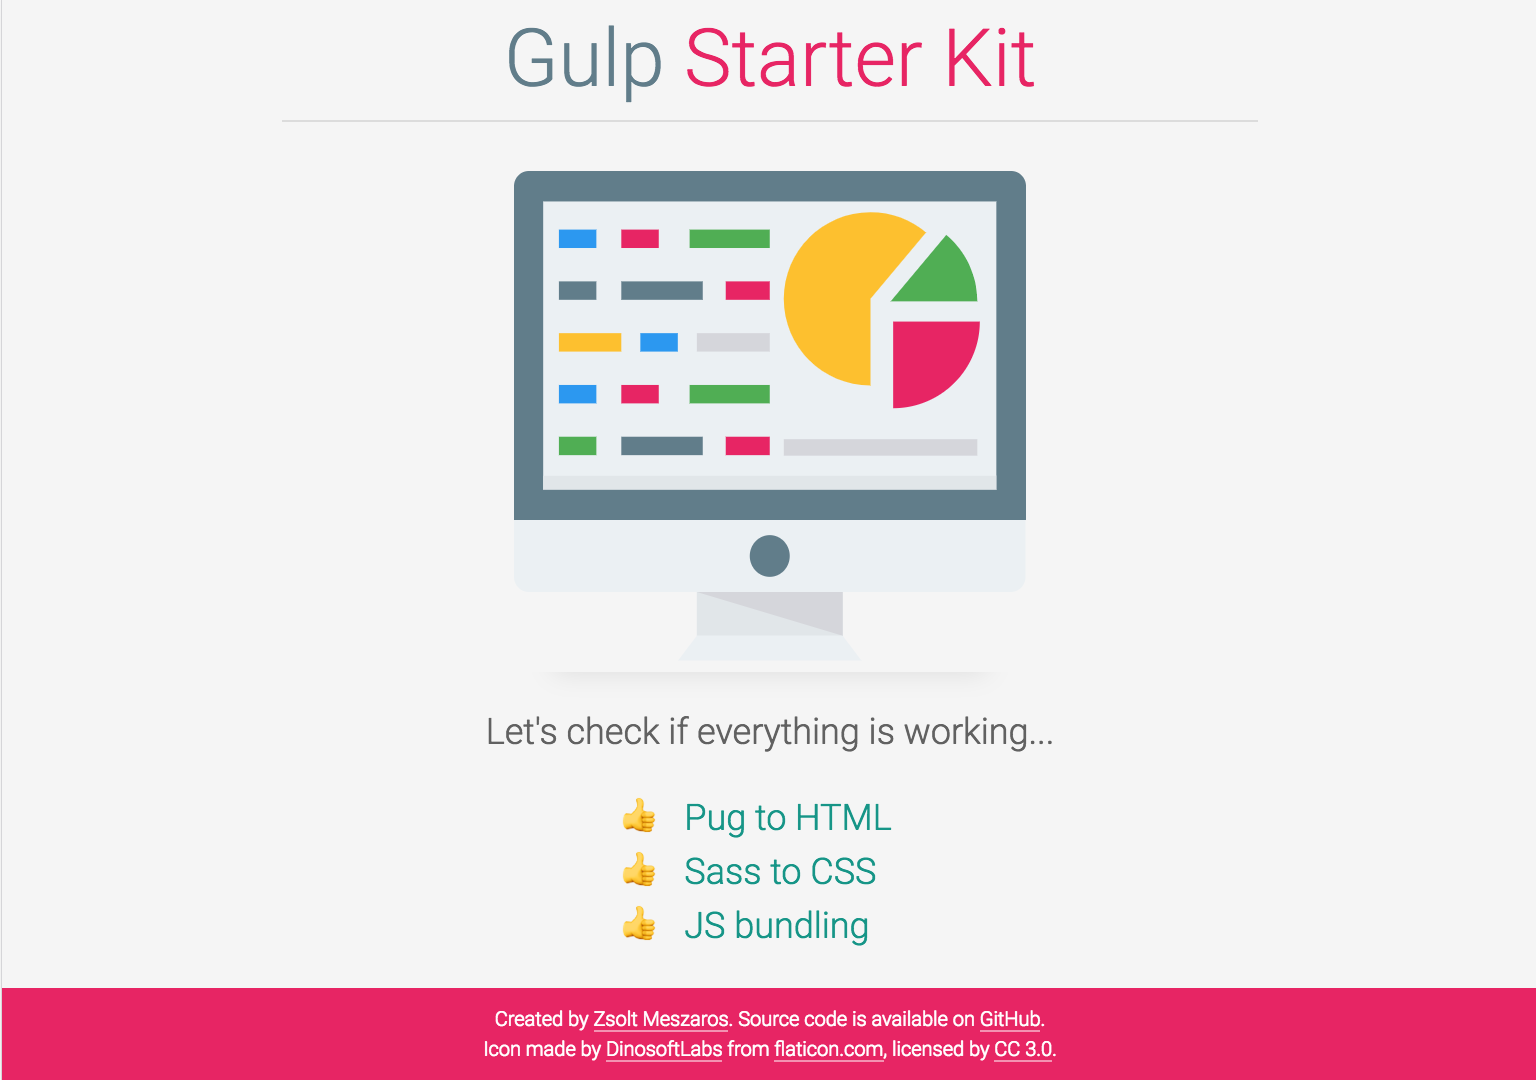 Gulp Starter Kit
Let's check if everything is working...
👍 Pug to HTML
👍 Sass to CSS
👍 JS bundling
Created by Zsolt Meszaros. Source code is available on GitHub.
Icon made by DinosoftLabs from flaticon.com, licensed by CC 3.0.